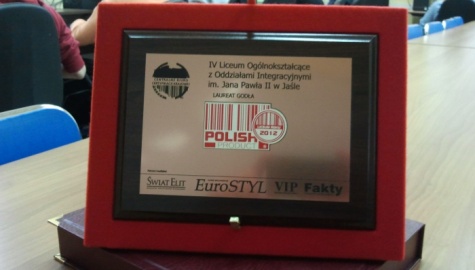 IV Liceum Ogólnokształcące
z Oddziałami Integracyjnymi
im. Jana Pawła II w Jaśle
LAUREAT GODŁA
POLISH
PRODUCT
2012
ŚWIAT ELIT
EuroSTYL
VIP
Fakty